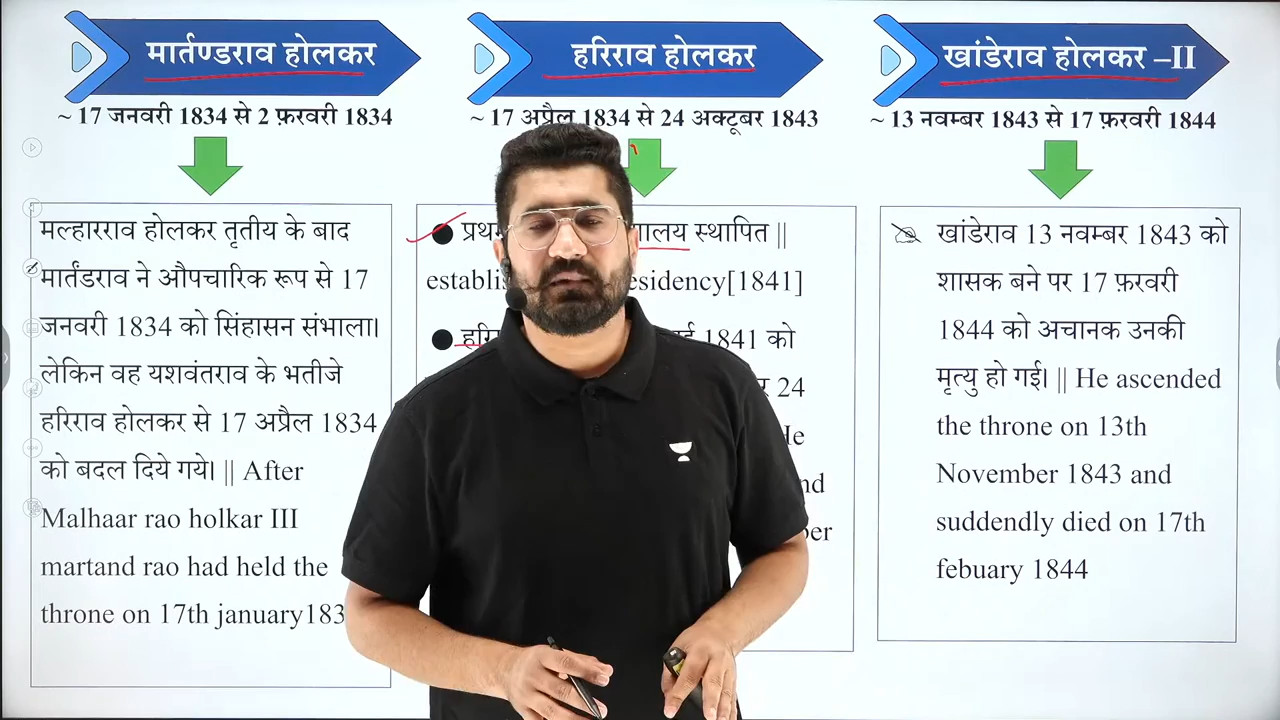 मार्तण्डराव होलकर
~ 17 जनवरी 1834 से 2 फ़रवरी 1834
मल्हारराव होलकर तृतीय के बाद
मार्तंडराव ने औपचारिक रूप से 17
जनवरी 1834 को सिंहासन संभाला।
लेकिन वह यशवंतराव के भतीजे
हरिराव होलकर से 17 अप्रैल 1834
को बदल दिये गये। || After
Malhaar rao holkar III
martand rao had held the
throne on 17th january183
हरिराव होलकर
~ 17 अप्रैल 1834 से 24 अक्टूबर 1843
स्थापित ||
1841]
1841 को
24
खांडेराव होलकर –II
~ 13 नवम्बर 1843 से 17 फ़रवरी 1844
खांडेराव 13 नवम्बर 1843 को
शासक बने पर 17 फ़रवरी
1844 को अचानक उनकी
मृत्यु हो गई। || He ascended
the throne on 13th
November 1843 and
suddendly died on 17th
febuary 1844